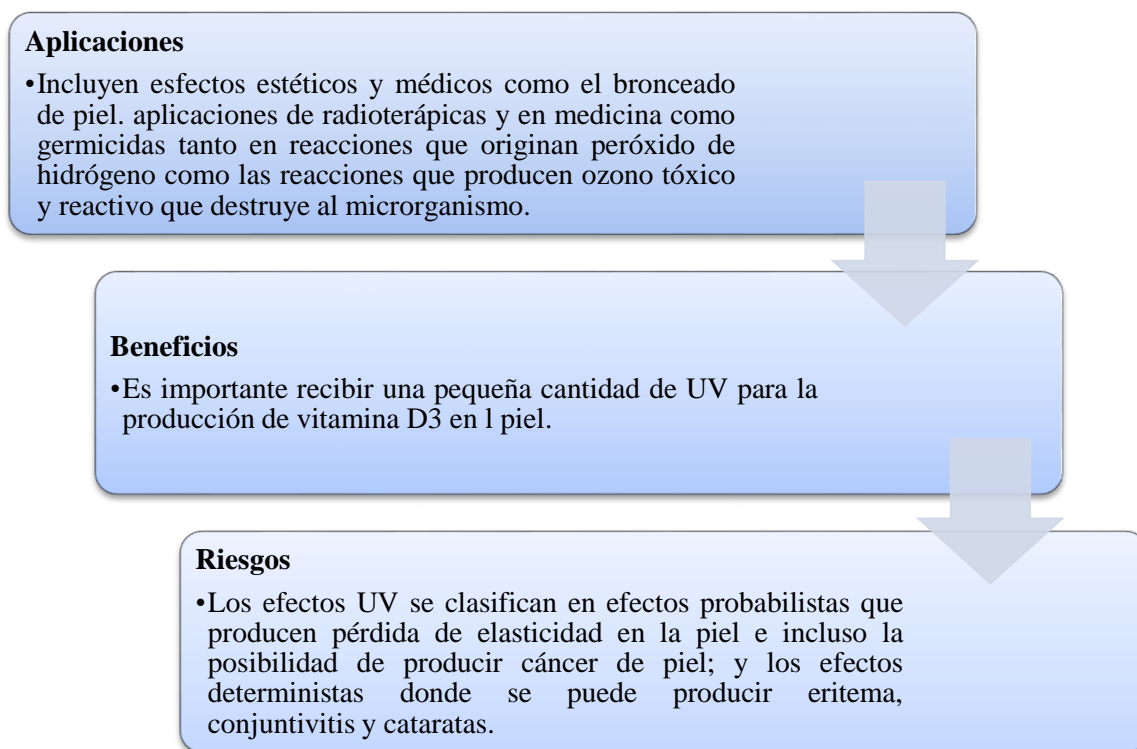 Aplicaciones
•Incluyen esfectos estéticos y médicos como el bronceado
de piel. aplicaciones de radioterápicas y en medicina como
germicidas tanto en reacciones que originan peróxido de
hidrógeno como las reacciones que producen ozono tóxico
y reactivo que destruye al microrganismo.
Beneficios
•Es importante recibir una pequeña cantidad de UV para la
producción de vitamina D3 en l piel.
Riesgos
•Los efectos UV se clasifican en efectos probabilistas que
producen pérdida de elasticidad en la piel e incluso la
posibilidad de producir cáncer de piel; y los efectos
deterministas donde se puede producir eritema,
conjuntivitis y cataratas.